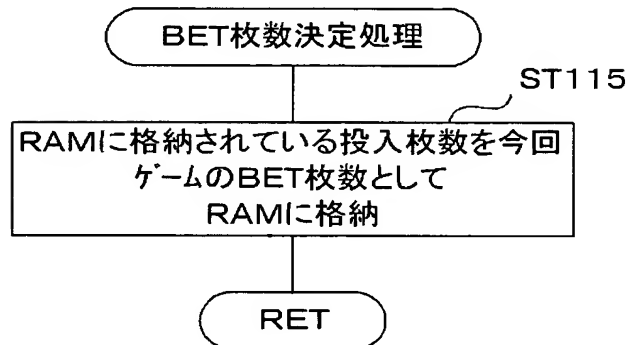 BET枚数決定処理
ST115
RAMに格納されている投入枚数を今回
ゲームのBET枚数として
RAMに格納
RET